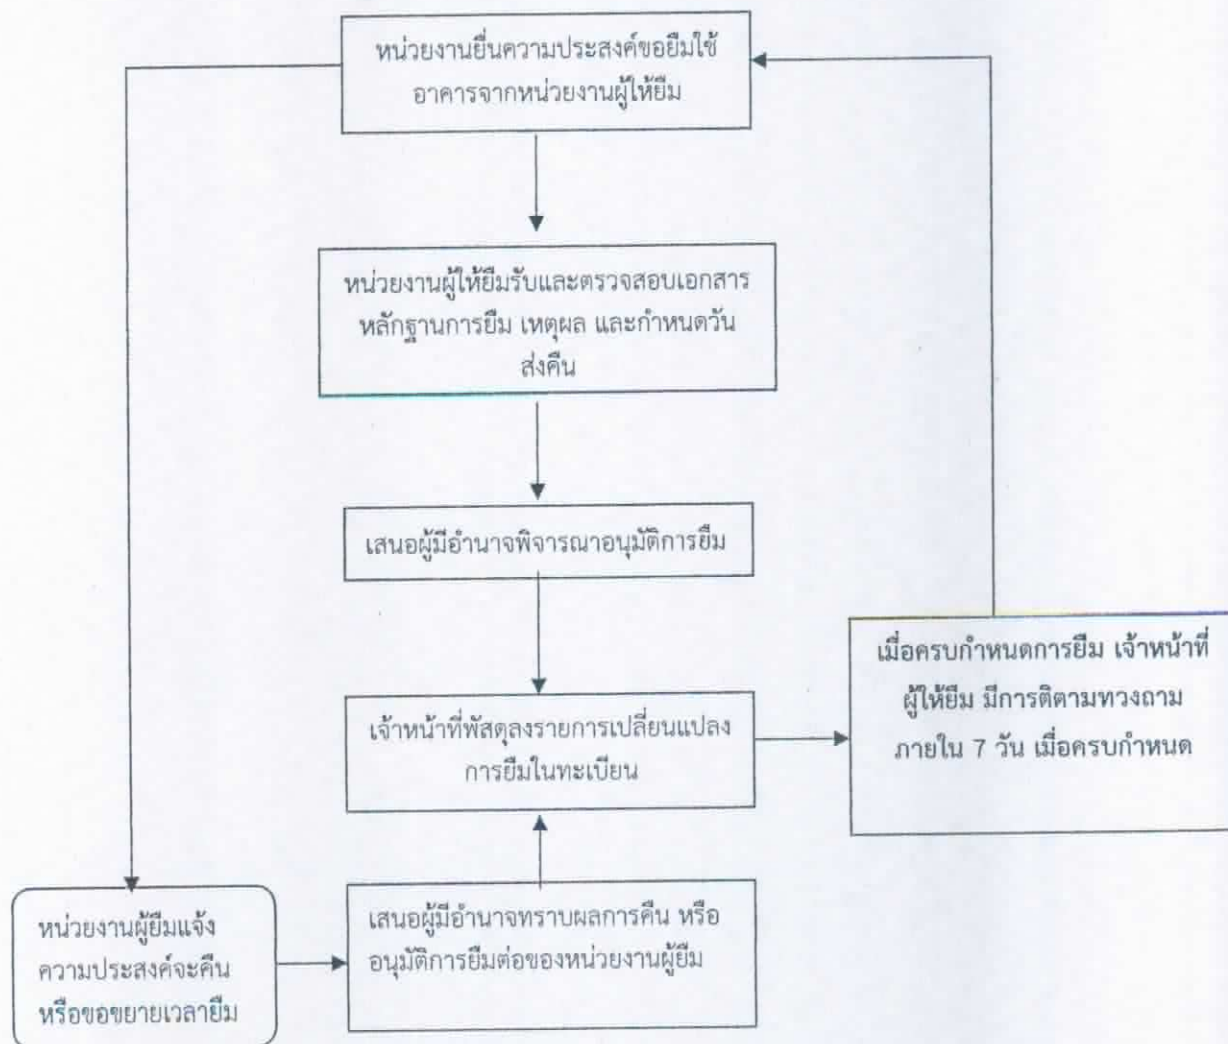 หน่วยงานยื่นความประสงค์ขอยืมใช้
อาคารจากหน่วยงานผู้ให้ยืม
หน่วยงานผู้ให้ยืมรับและตรวจสอบเอกสาร
หลักฐานการยืม เหตุผล และกำหนดวัน
ส่งคืน
เสนอผู้มีอำนาจพิจารณาอนุมัติการยืม
เจ้าหน้าที่พัสดุลงรายการเปลี่ยนแปลง
การยืมในทะเบียน
เมื่อครบกำหนดการยืม เจ้าหน้าที่
ผู้ให้ยืม มีการติตามทวงถาม
ภายใน 7 วัน เมื่อครบกำหนด
หน่วยงานผู้ยืมแจ้ง
ความประสงค์จะคืน
หรือขอขยายเวลายืม
เสนอผู้มีอำนาจทราบผลการคืน หรือ
อนุมัติการยืมต่อของหน่วยงานผู้ยืม